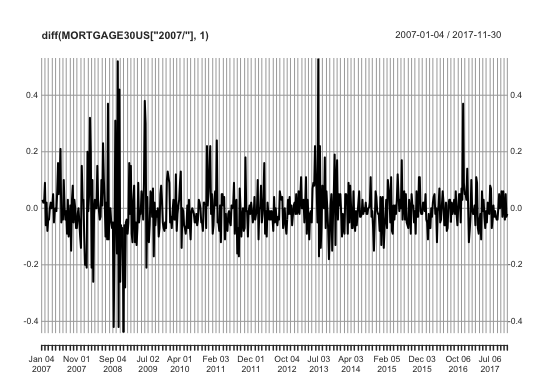 diff(MORTGAGE30US["2007/"], 1) 2007-01-04 / 2017-11-30
0.4 0.4
0.2 0.2
0.0 0.0
-0.2 -0.2
-0.4 -0.4
Jan 04 Nov 01 Sep 04 Jul 02 Apr 01 Feb 03 Dec 01 Oct 04 Jul 03 Apr 03 Feb 05 Dec 03 Oct 06 Jul 06
2007 2007 2008 2009 2010 2011 2011 2012 2013 2014 2015 2015 2016 2017